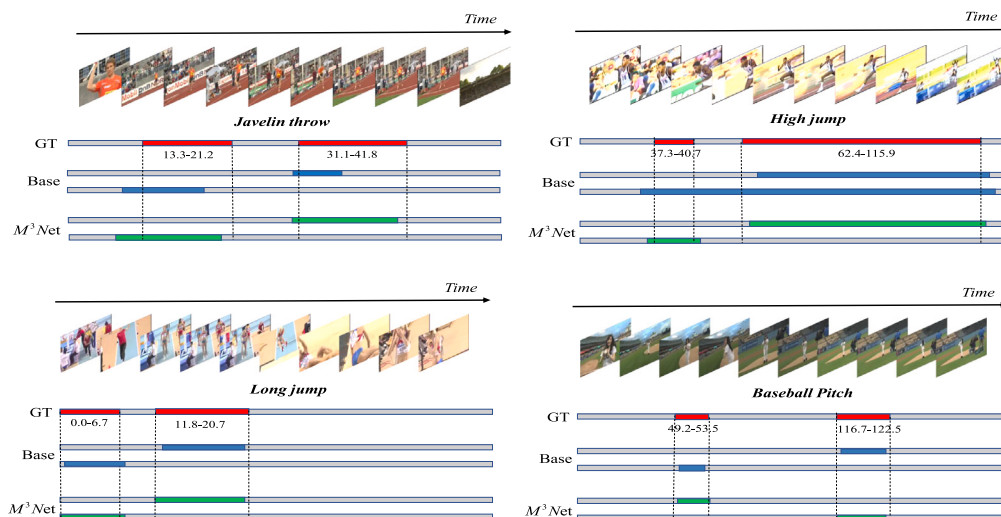 Time
Javelin throw
GT
13.3-21.2
31.1-41.8
Base
M³Net
Time
High jump
GT
37.3-40.7
62.4-115.9
Base
M³Net
Time
Long jump
GT
0.0-6.7
11.8-20.7
Base
M³Net
Time
Baseball Pitch
GT
49.2-53.5
116.7-122.5
Base
M³Net